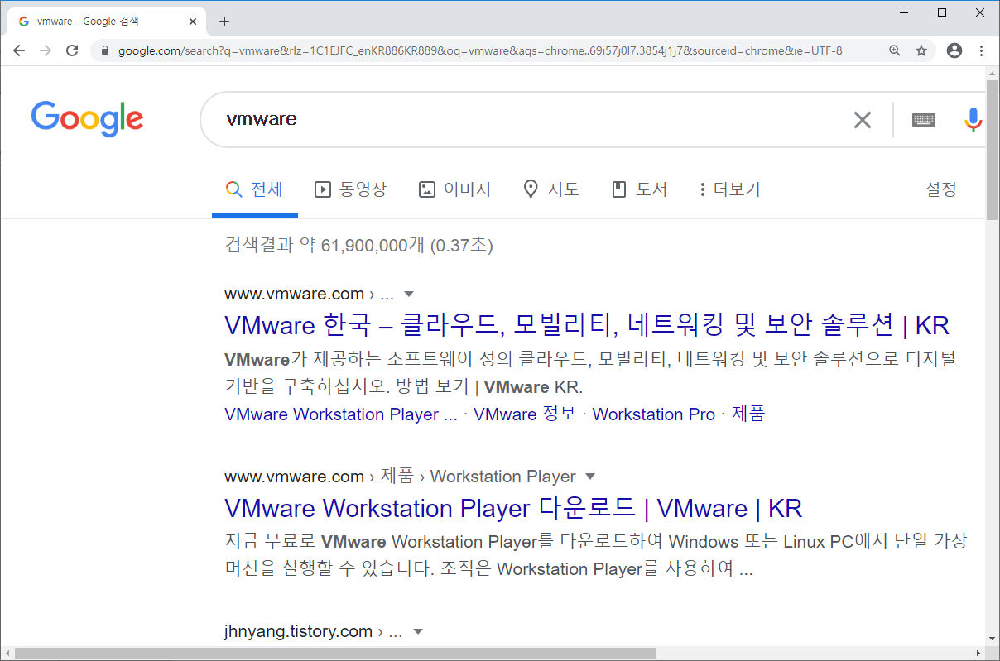 vmware - Google 검색
google.com/search?q=vmware&rlz=1C1EJFC_enKR886KR889&oq=vmware&aqs=chrome..69i57j0l7.3854j1j7&sourceid=chrome&ie=UTF-8
Google
vmware
전체 동영상 이미지 지도 도서 더보기 설정
검색결과 약 61,900,000개 (0.37초)
www.vmware.com › ...
VMware 한국 – 클라우드, 모빌리티, 네트워킹 및 보안 솔루션 | KR
VMware가 제공하는 소프트웨어 정의 클라우드, 모빌리티, 네트워킹 및 보안 솔루션으로 디지털
기반을 구축하십시오. 방법 보기 | VMware KR.
VMware Workstation Player ... · VMware 정보 · Workstation Pro · 제품
www.vmware.com › 제품 › Workstation Player
VMware Workstation Player 다운로드 | VMware | KR
지금 무료로 VMware Workstation Player를 다운로드하여 Windows 또는 Linux PC에서 단일 가상
머신을 실행할 수 있습니다. 조직은 Workstation Player를 사용하여 ...
jhnyang.tistory.com › ...